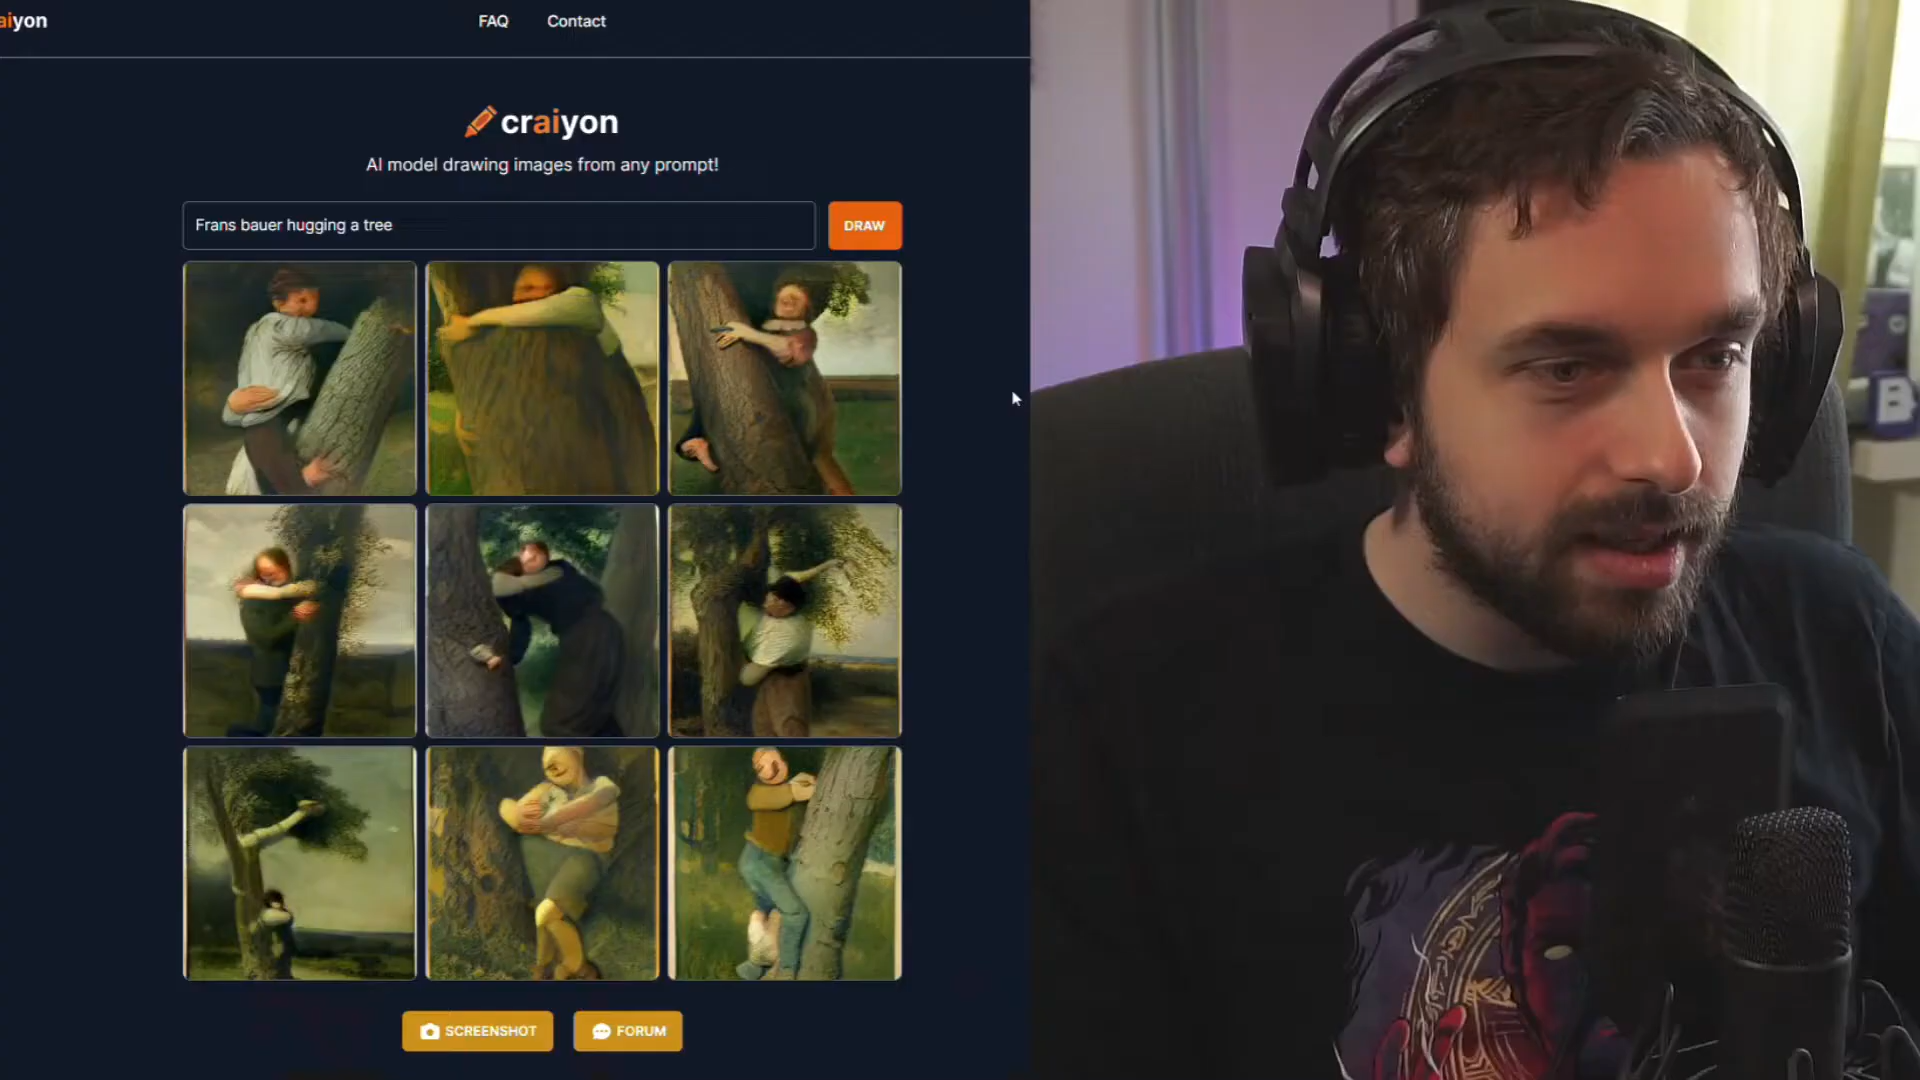 aiyon
FAQ
Contact
craiyon
AI model drawing images from any prompt!
Frans bauer hugging a tree
DRAW
SCREENSHOT
FORUM
B